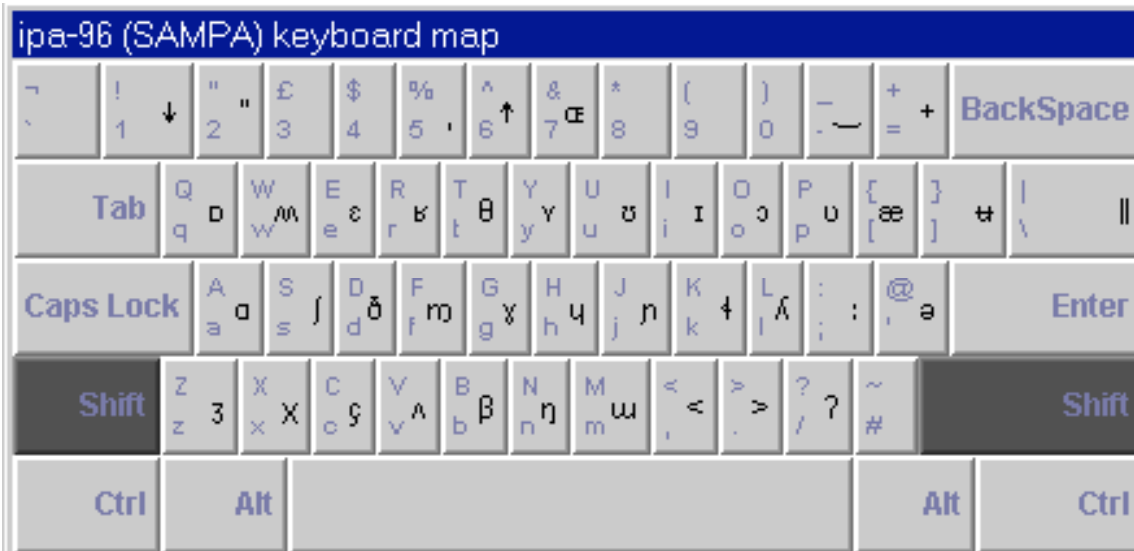 ipa-96 (SAMPA) keyboard map
¬ ! ↓ " " £ $ % ^ ↑ & Œ * ( ) _ + + BackSpace
` 1 2 3 4 5 ˌ 6 7 8 9 0 - ‿ =
Tab Q ɒ W ʍ E ɛ R ʁ T θ Y ʏ U ʊ I ɪ O ɔ P ʋ { æ } ʉ | ‖
q w e r t y u i o p [ ] \
Caps Lock A ɑ S ʃ D ð F ɱ G ɣ H ɥ J ɲ K ɬ L ʎ : ː @ ə Enter
a s d f g h j k l ; '
Shift Z ʒ X χ C ç V ʌ B β N ŋ M ɯ < < > > ? ʔ ~ Shift
z x c v b n m , . / #
Ctrl Alt Alt Ctrl